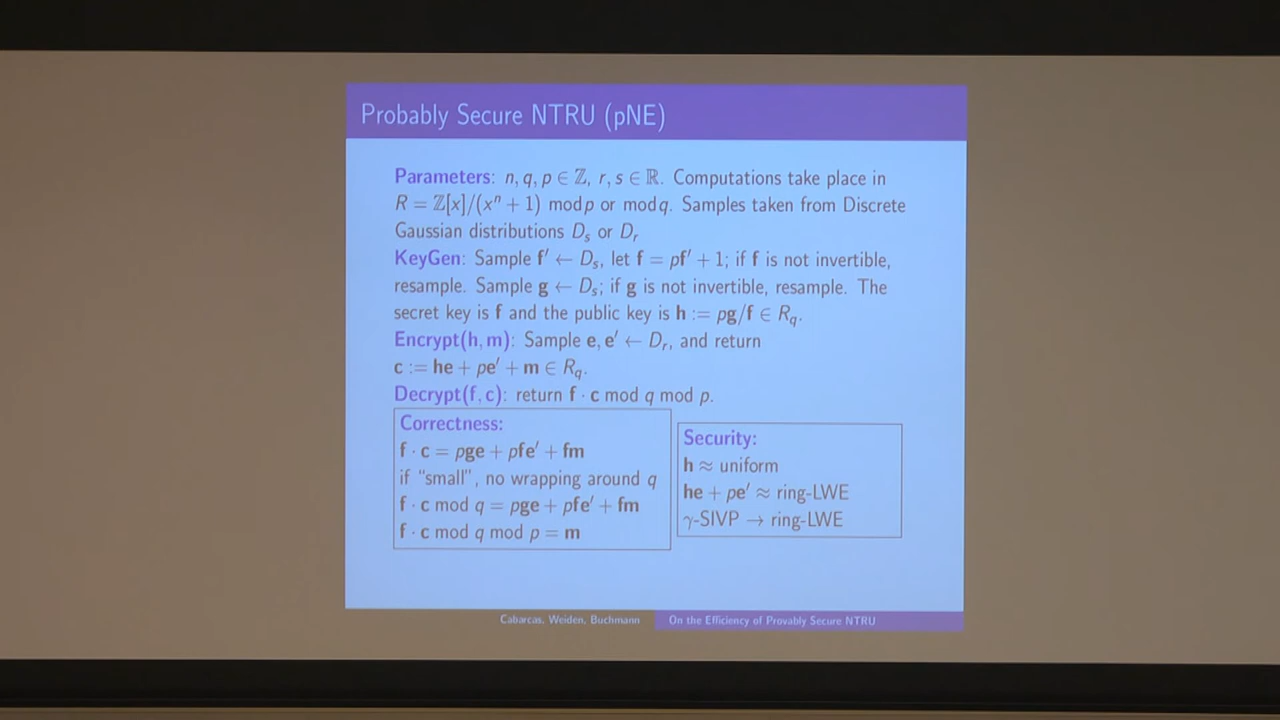 Probably Secure NTRU (pNE)
Parameters: n, q, p ∈ ℤ, r, s ∈ ℝ. Computations take place in
R = ℤ[x]/(xⁿ + 1) mod p or mod q. Samples taken from Discrete
Gaussian distributions Dₛ or Dᵣ
KeyGen: Sample f′ ← Dₛ, let f = pf′ + 1; if f is not invertible,
resample. Sample g ← Dₛ; if g is not invertible, resample. The
secret key is f and the public key is h := pg/f ∈ R_q.
Encrypt(h, m): Sample e, e′ ← Dᵣ, and return
c := he + pe′ + m ∈ R_q.
Decrypt(f, c): return f · c mod q mod p.
Correctness:
f · c = pge + pfe′ + fm
if "small", no wrapping around q
f · c mod q = pge + pfe′ + fm
f · c mod q mod p = m
Security:
h ≈ uniform
he + pe′ ≈ ring-LWE
γ-SIVP → ring-LWE
Cabarcas, Weiden, Buchmann
On the Efficiency of Provably Secure NTRU